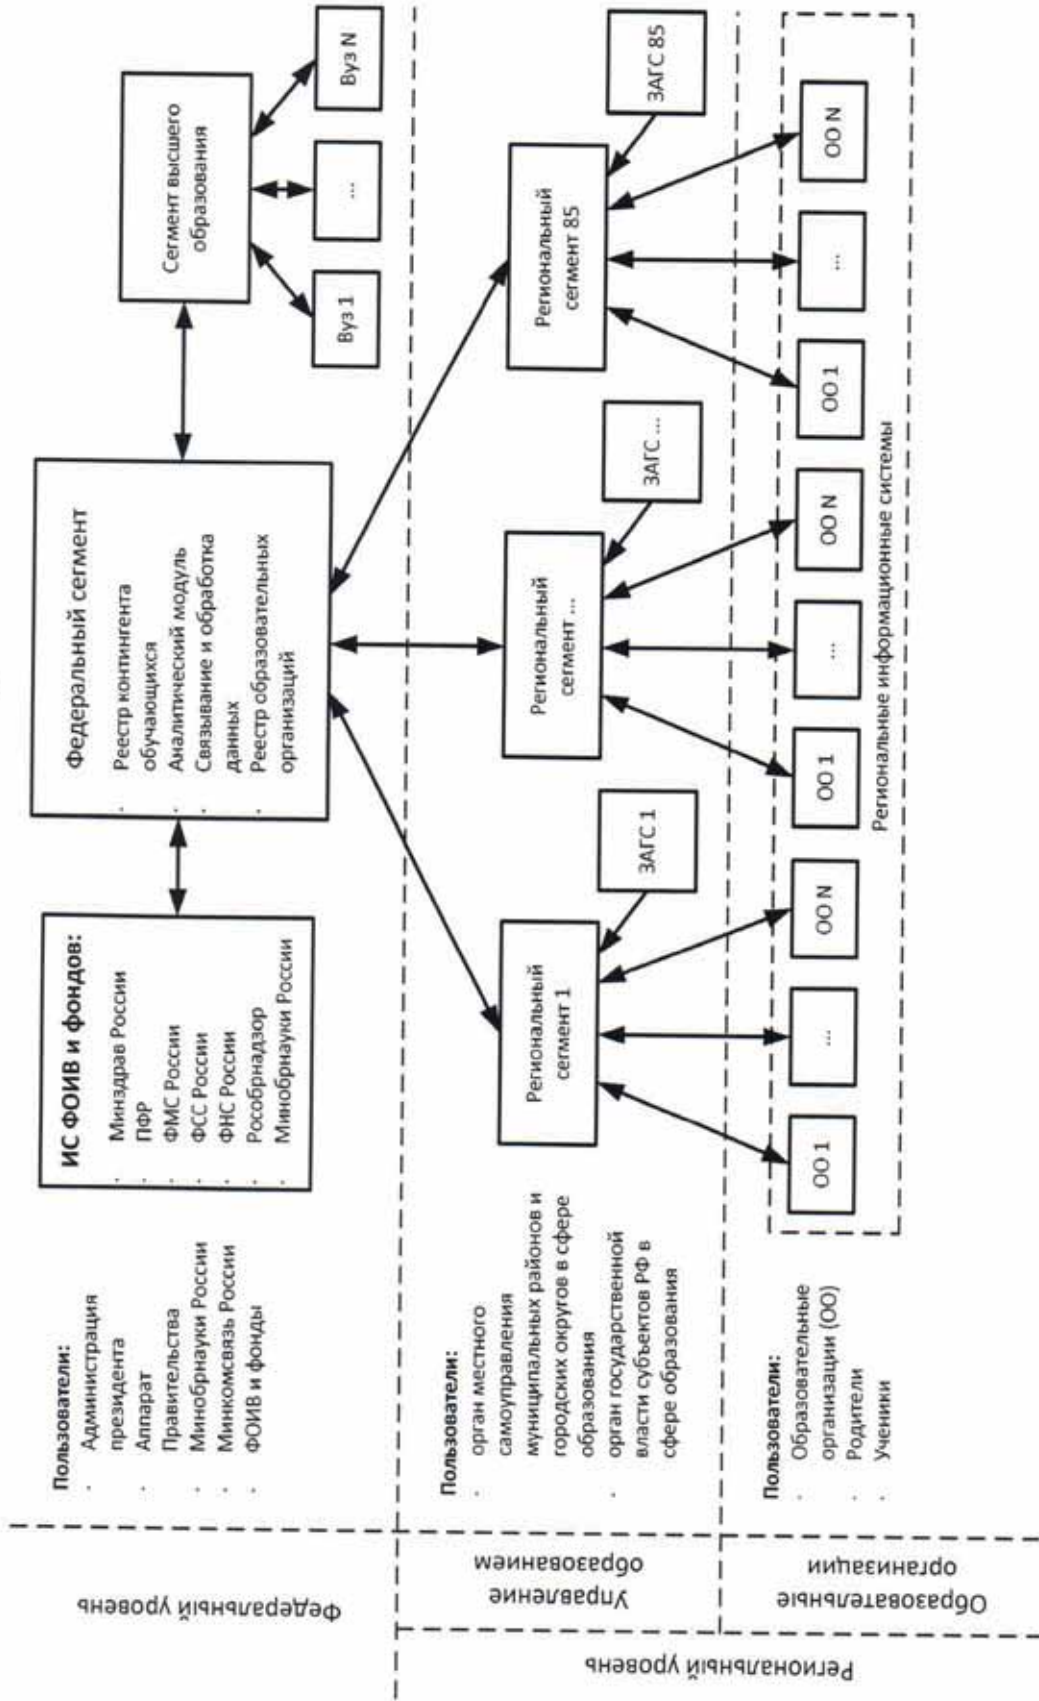 Федеральный уровень
Пользователи:
· Администрация
президента
· Аппарат
Правительства
· Минобрнауки России
· Минкомсвязь России
· ФОИВ и фонды
ИС ФОИВ и фондов:
· Минздрав России
· ПФР
· ФМС России
· ФСС России
· ФНС России
· Рособрнадзор
· Минобрнауки России
Федеральный сегмент
· Реестр контингента
обучающихся
· Аналитический модуль
· Связывание и обработка
данных
· Реестр образовательных
организаций
Сегмент высшего
образования
Вуз 1
...
Вуз N
Региональный уровень
Управление
образованием
Пользователи:
· орган местного
самоуправления
муниципальных районов и
городских округов в сфере
образования
· орган государственной
власти субъектов РФ в
сфере образования
Региональный
сегмент 1
ЗАГС 1
Региональный
сегмент ...
ЗАГС ...
Региональный
сегмент 85
ЗАГС 85
Образовательные
организации
Пользователи:
· Образовательные
организации (ОО)
· Родители
· Ученики
ОО 1
...
ОО N
ОО 1
...
ОО N
ОО 1
...
ОО N
Региональные информационные системы